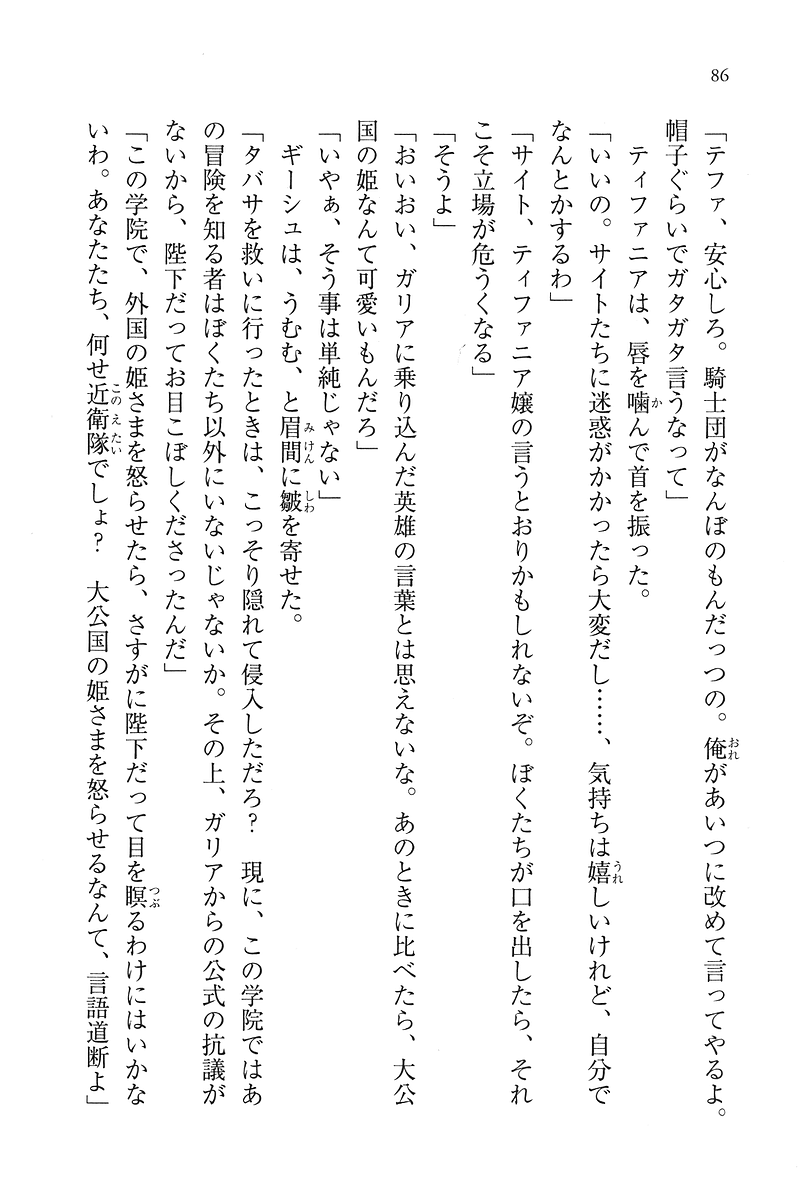 86
「テファ、安心しろ。騎士団がなんぼのもんだっつの。俺があいつに改めて言ってやるよ。
帽子ぐらいでガタガタ言うなって」
ティファニアは、唇を噛んで首を振った。
「いいの。サイトたちに迷惑がかかったら大変だし……、気持ちは嬉しいけれど、自分で
なんとかするわ」
「サイト、ティファニア嬢の言うとおりかもしれないぞ。ぼくたちが口を出したら、それ
こそ立場が危うくなる」
「そうよ」
「おいおい、ガリアに乗り込んだ英雄の言葉とは思えないな。あのときに比べたら、大公
国の姫なんて可愛いもんだろ」
「いやぁ、そう事は単純じゃない」
ギーシュは、うむむ、と眉間に皺を寄せた。
「タバサを救いに行ったときは、こっそり隠れて侵入しただろ？　現に、この学院ではあ
の冒険を知る者はぼくたち以外にいないじゃないか。その上、ガリアからの公式の抗議が
ないから、陛下だってお目こぼしくださったんだ」
「この学院で、外国の姫さまを怒らせたら、さすがに陛下だって目を瞑るわけにはいかな
いわ。あなたたち、何せ近衛隊でしょ？　大公国の姫さまを怒らせるなんて、言語道断よ」